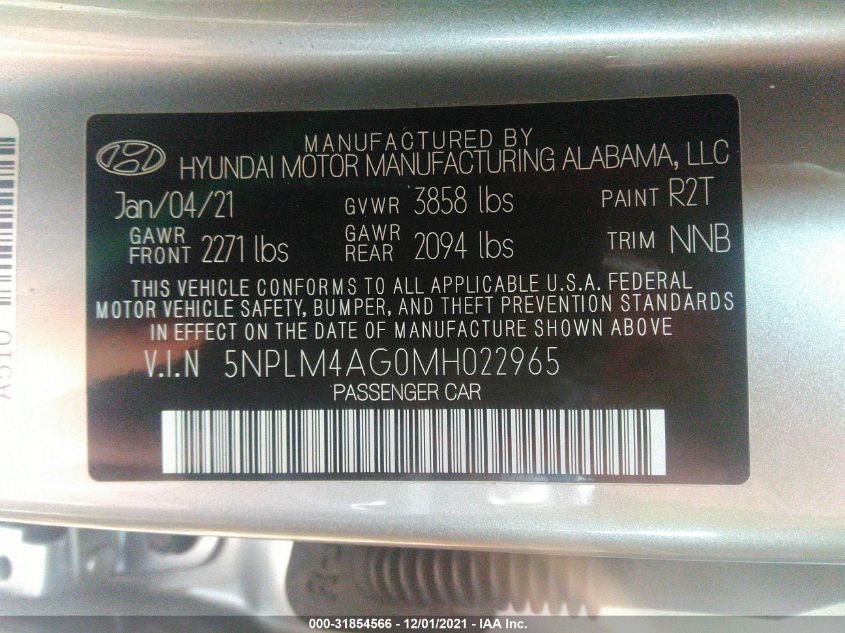 MANUFACTURED BY
HYUNDAI MOTOR MANUFACTURING ALABAMA, LLC
Jan/04/21 GVWR 3858 lbs PAINT R2T
GAWR FRONT 2271 lbs GAWR REAR 2094 lbs TRIM NNB
THIS VEHICLE CONFORMS TO ALL APPLICABLE U.S.A. FEDERAL
MOTOR VEHICLE SAFETY, BUMPER, AND THEFT PREVENTION STANDARDS
IN EFFECT ON THE DATE OF MANUFACTURE SHOWN ABOVE.
V.I.N 5NPLM4AG0MH022965
PASSENGER CAR
000-31854566 - 12/01/2021 - IAA Inc.